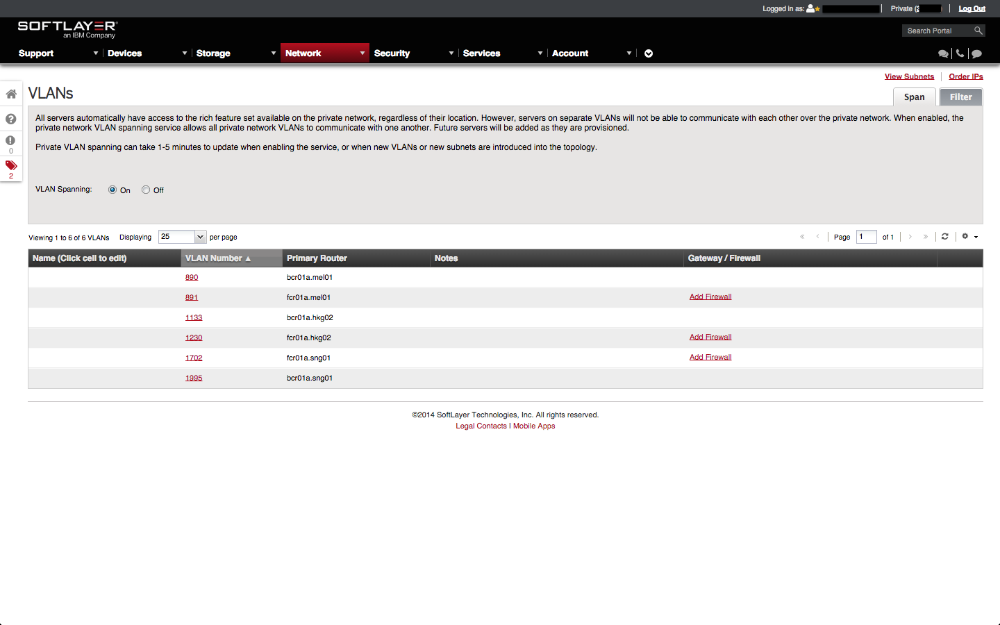 Logged in as:
Private (
Log Out
SOFTLAYER
an IBM Company
Search Portal
Support Devices Storage Network Security Services Account
View Subnets Order IPs
VLANs
Span Filter
0
2
All servers automatically have access to the rich feature set available on the private network, regardless of their location. However, servers on separate VLANs will not be able to communicate with each other over the private network. When enabled, the
private network VLAN spanning service allows all private network VLANs to communicate with one another. Future servers will be added as they are provisioned.
Private VLAN spanning can take 1-5 minutes to update when enabling the service, or when new VLANs or new subnets are introduced into the topology.
VLAN Spanning: On Off
Viewing 1 to 6 of 6 VLANs Displaying 25 per page « ‹ Page 1 of 1 › »
Name (Click cell to edit) VLAN Number ▲ Primary Router Notes Gateway / Firewall
890 bcr01a.mel01
891 fcr01a.mel01 Add Firewall
1133 bcr01a.hkg02
1230 fcr01a.hkg02 Add Firewall
1702 fcr01a.sng01 Add Firewall
1995 bcr01a.sng01
©2014 SoftLayer Technologies, Inc. All rights reserved.
Legal Contacts | Mobile Apps